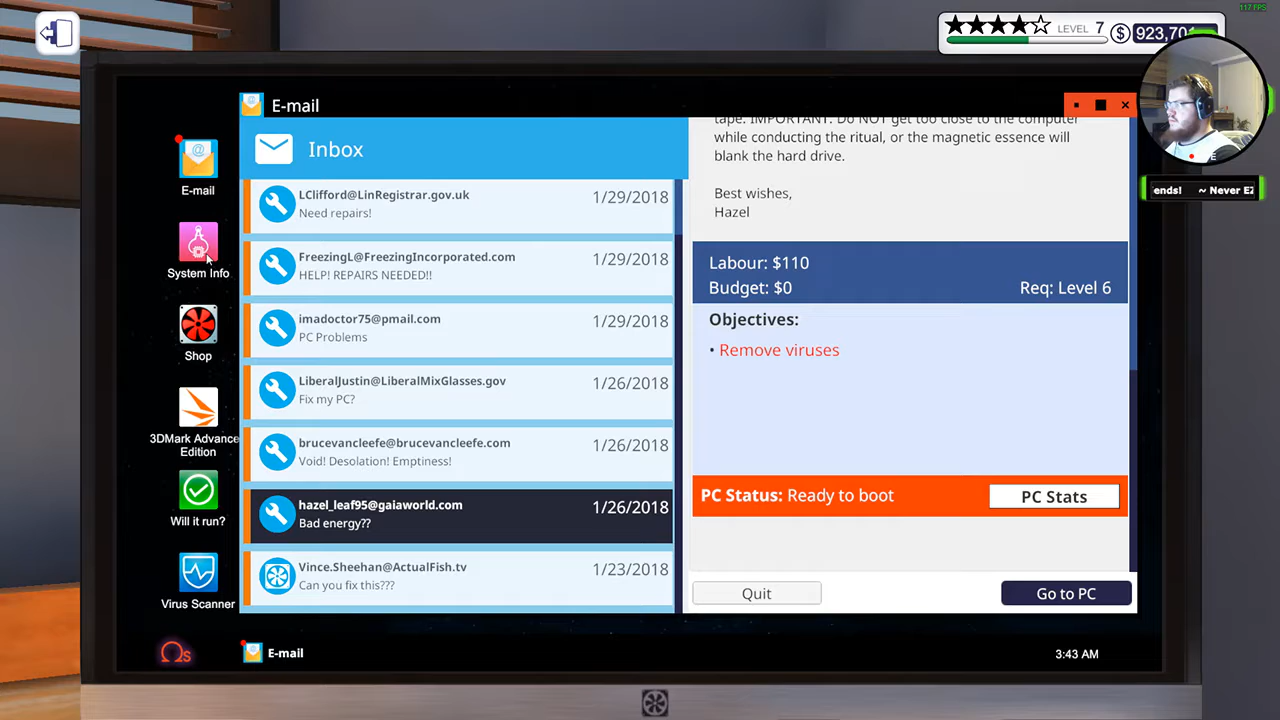 117 FPS
LEVEL 7
$ 923,70
E-mail
ends! ~ Never EZ
E-mail
System Info
Shop
3DMark Advance
Edition
Will it run?
Virus Scanner
Inbox
LClifford@LinRegistrar.gov.uk
1/29/2018
Need repairs!
FreezingL@FreezingIncorporated.com
1/29/2018
HELP! REPAIRS NEEDED!!
imadoctor75@pmail.com
1/29/2018
PC Problems
LiberalJustin@LiberalMixGlasses.gov
1/26/2018
Fix my PC?
brucevancleefe@brucevancleefe.com
1/26/2018
Void! Desolation! Emptiness!
hazel_leaf95@gaiaworld.com
1/26/2018
Bad energy??
Vince.Sheehan@ActualFish.tv
1/23/2018
Can you fix this???
tape. IMPORTANT: Do NOT get too close to the computer
while conducting the ritual, or the magnetic essence will
blank the hard drive.
Best wishes,
Hazel
Labour: $110
Budget: $0
Req: Level 6
Objectives:
• Remove viruses
PC Status: Ready to boot
PC Stats
Quit
Go to PC
Ωs
E-mail
3:43 AM